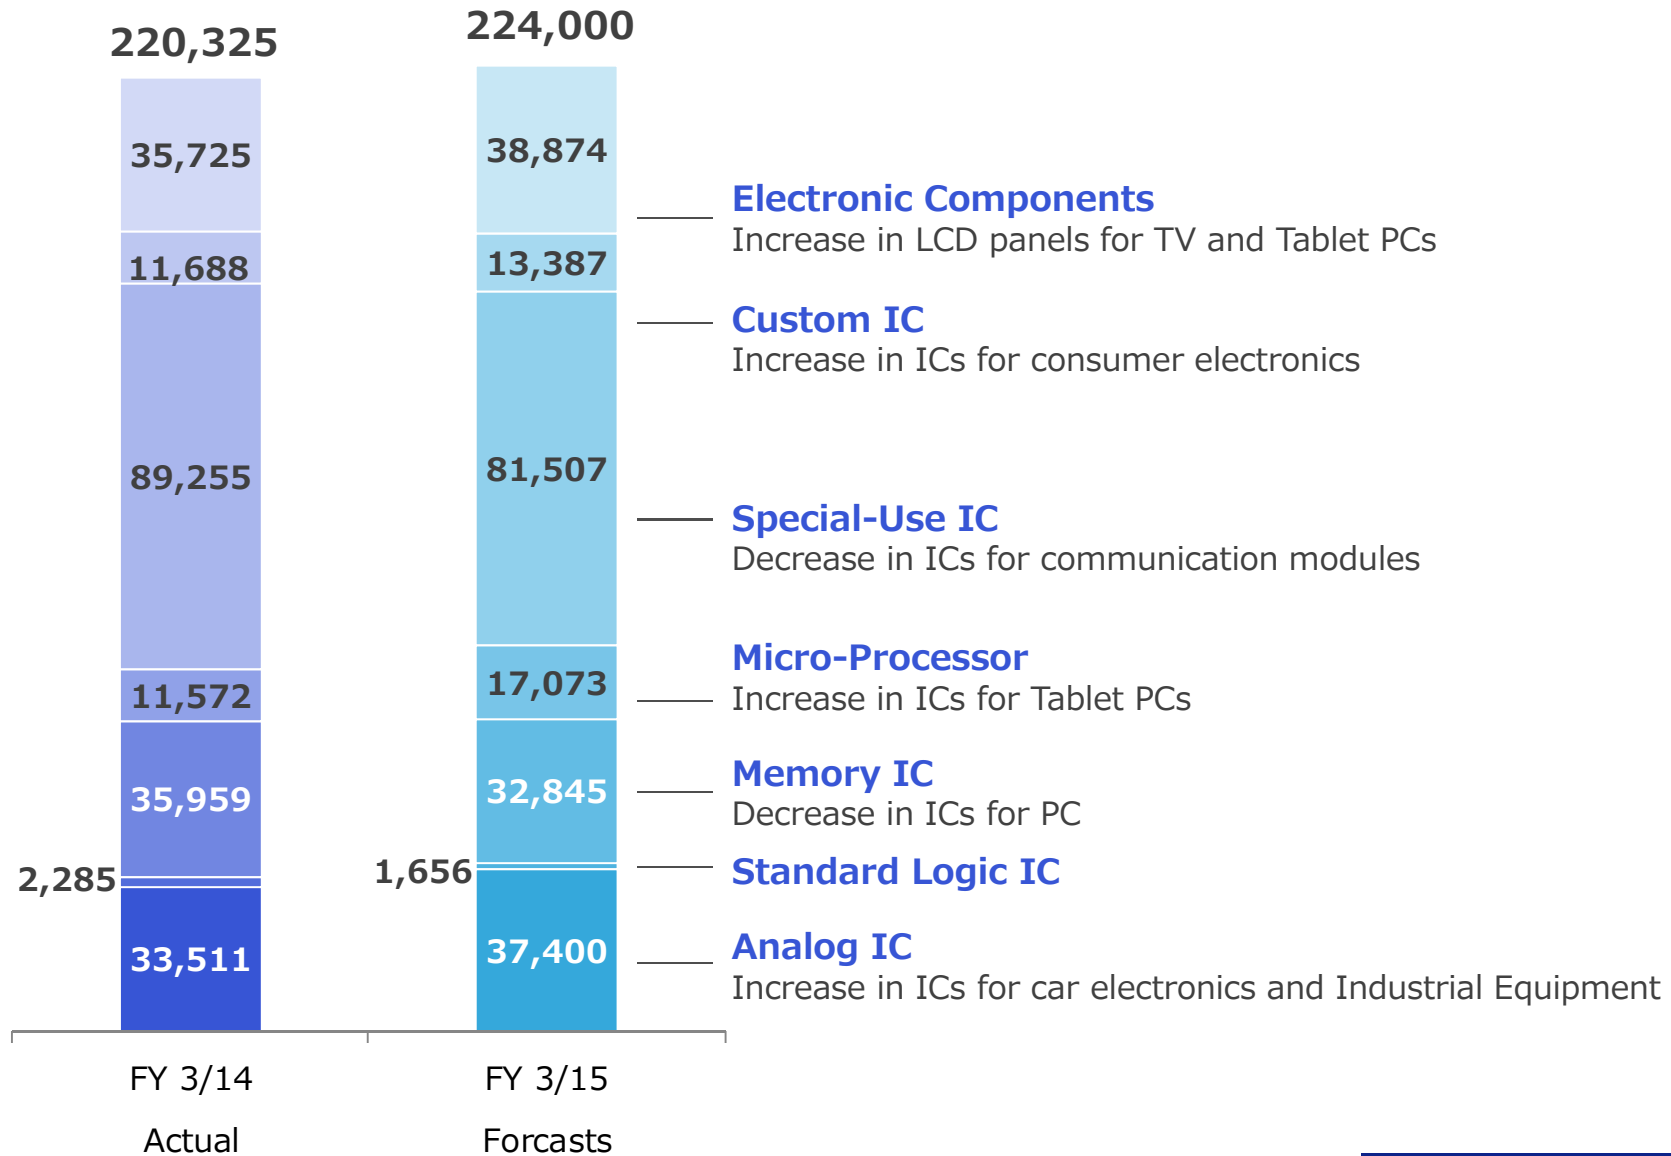 220,325
224,000
35,725
38,874
Electronic Components
Increase in LCD panels for TV and Tablet PCs
11,688
13,387
Custom IC
Increase in ICs for consumer electronics
89,255
81,507
Special-Use IC
Decrease in ICs for communication modules
11,572
17,073
Micro-Processor
Increase in ICs for Tablet PCs
35,959
32,845
Memory IC
Decrease in ICs for PC
2,285
1,656
Standard Logic IC
33,511
37,400
Analog IC
Increase in ICs for car electronics and Industrial Equipment
FY 3/14
Actual
FY 3/15
Forcasts